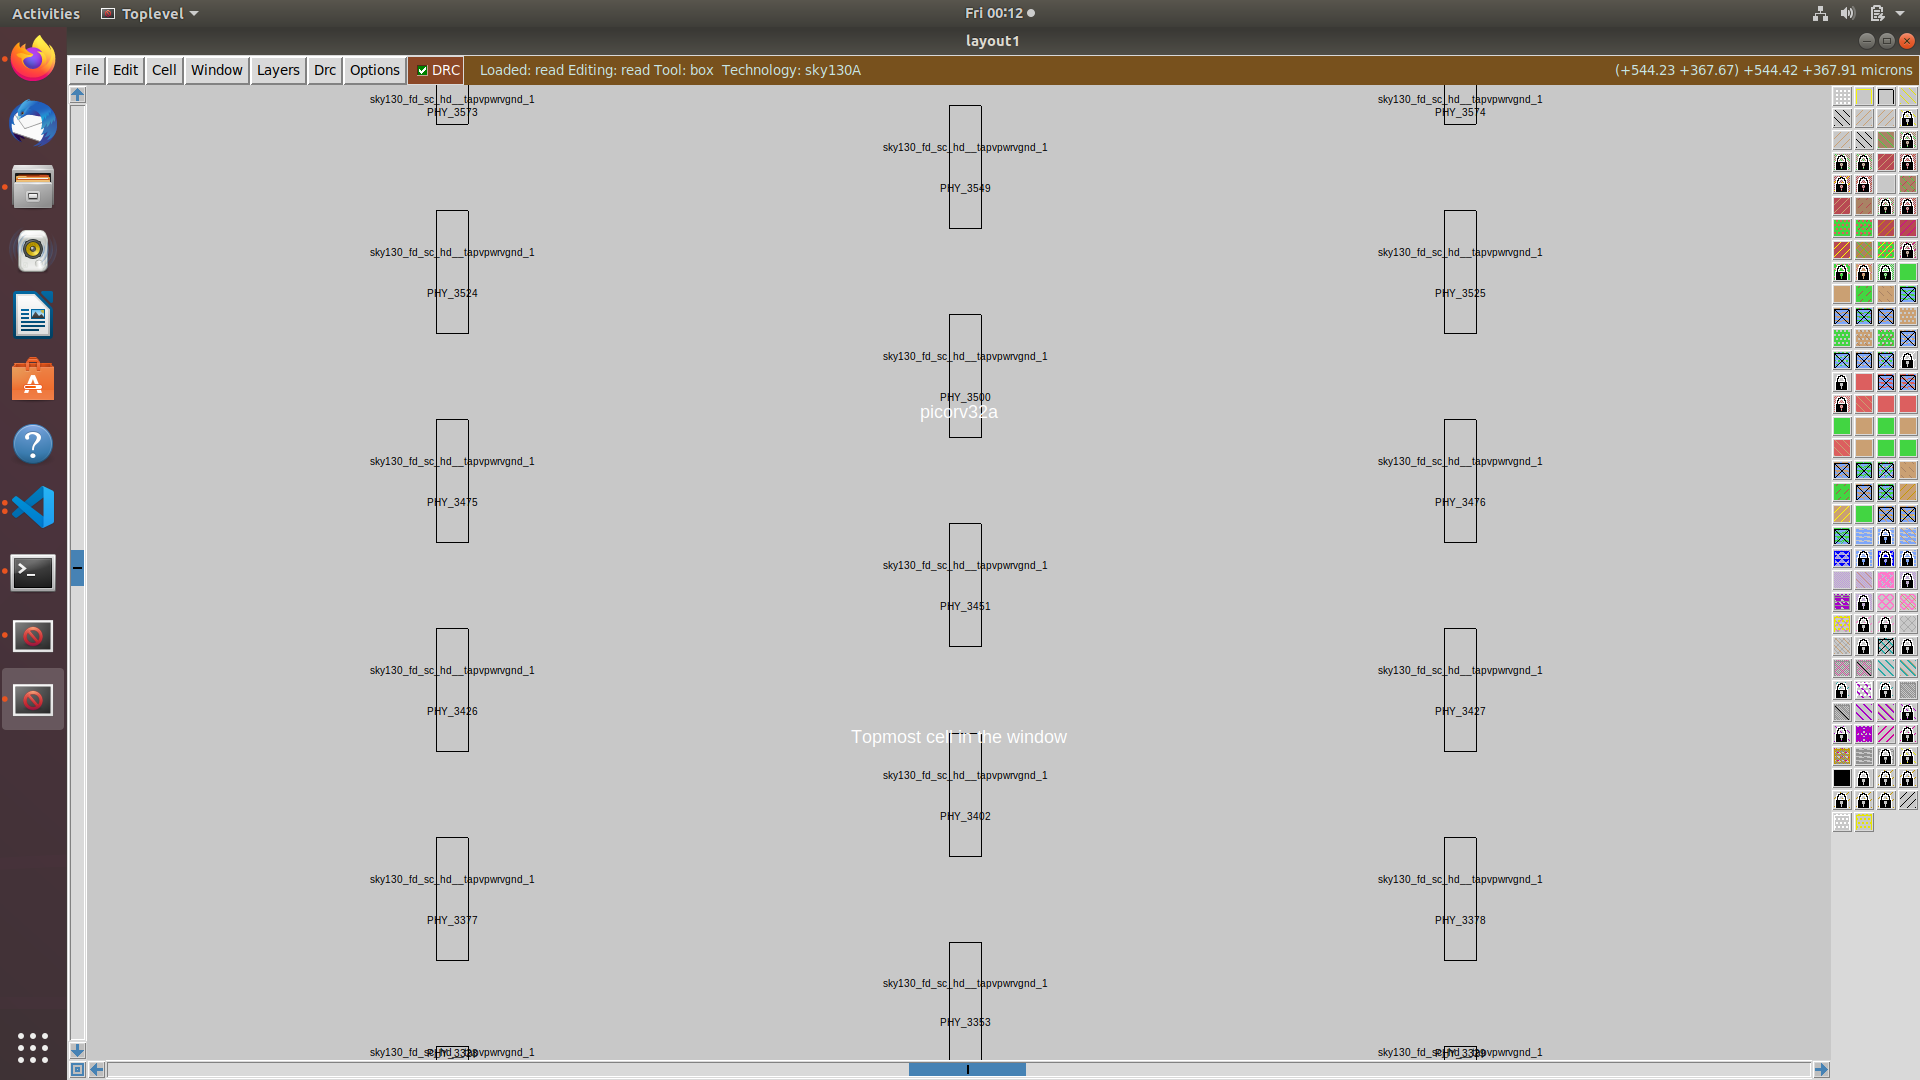 Activities Toplevel Fri 00:12
layout1
File Edit Cell Window Layers Drc Options DRC Loaded: read Editing: read Tool: box Technology: sky130A (+544.23 +367.67) +544.42 +367.91 microns
sky130_fd_sc_hd__tapvpwrvgnd_1 sky130_fd_sc_hd__tapvpwrvgnd_1
PHY_3573 PHY_3574
sky130_fd_sc_hd__tapvpwrvgnd_1
PHY_3549
sky130_fd_sc_hd__tapvpwrvgnd_1 sky130_fd_sc_hd__tapvpwrvgnd_1
PHY_3524 PHY_3525
sky130_fd_sc_hd__tapvpwrvgnd_1
PHY_3500
picorv32a
sky130_fd_sc_hd__tapvpwrvgnd_1 sky130_fd_sc_hd__tapvpwrvgnd_1
PHY_3475 PHY_3476
sky130_fd_sc_hd__tapvpwrvgnd_1
PHY_3451
sky130_fd_sc_hd__tapvpwrvgnd_1 sky130_fd_sc_hd__tapvpwrvgnd_1
PHY_3426 PHY_3427
Topmost cell in the window
sky130_fd_sc_hd__tapvpwrvgnd_1
PHY_3402
sky130_fd_sc_hd__tapvpwrvgnd_1 sky130_fd_sc_hd__tapvpwrvgnd_1
PHY_3377 PHY_3378
sky130_fd_sc_hd__tapvpwrvgnd_1
PHY_3353
sky130_fd_sc_hd__tapvpwrvgnd_1 sky130_fd_sc_hd__tapvpwrvgnd_1